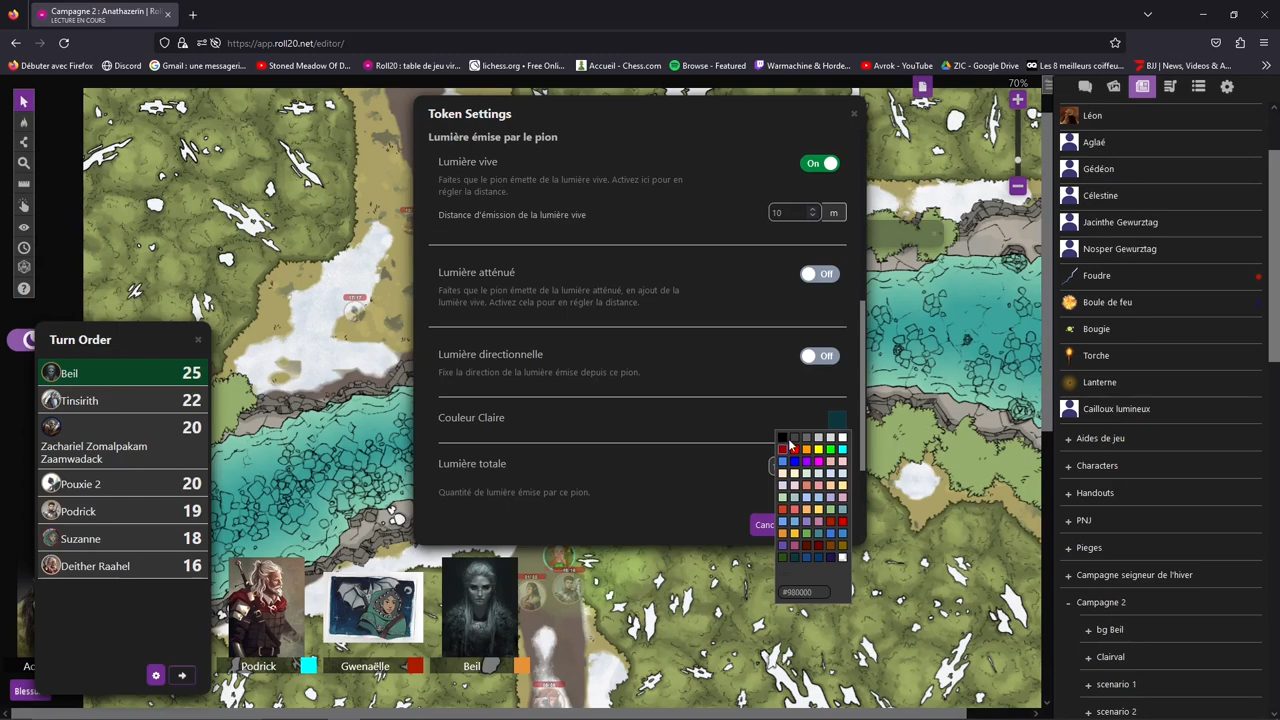 Campagne 2 : Anathazerïn | Roll
LECTURE EN COURS
https://app.roll20.net/editor/
Débuter avec Firefox
Discord
Gmail : une messageri...
Stoned Meadow Of D...
Roll20 : table de jeu vir...
lichess.org • Free Onli...
Accueil - Chess.com
Browse - Featured
Warmachine & Horde...
Avrok - YouTube
ZIC - Google Drive
Les 8 meilleurs coiffeu...
BJJ | News, Videos & A...
70%
Token Settings
Lumière émise par le pion
Lumière vive
On
Faites que le pion émette de la lumière vive. Activez ici pour en
régler la distance.
Distance d'émission de la lumière vive
10
m
Lumière atténué
Off
Faites que le pion émette de la lumière atténué, en ajout de la
lumière vive. Activez cela pour en régler la distance.
Lumière directionnelle
Off
Fixe la direction de la lumière émise depuis ce pion.
Couleur Claire
Lumière totale
Quantité de lumière émise par ce pion.
Canc
#980000
Turn Order
Beil 25
Tinsirith 22
20
Zachariel Zomalpakam
Zaamwadack
Pouxie 2 20
Podrick 19
Suzanne 18
Deither Raahel 16
Podrick
Gwenaëlle
Beil
Blessu
Léon
Aglaé
Gédéon
Célestine
Jacinthe Gewurztag
Nosper Gewurztag
Foudre
Boule de feu
Bougie
Torche
Lanterne
Cailloux lumineux
Aides de jeu
Characters
Handouts
PNJ
Pieges
Campagne seigneur de l'hiver
Campagne 2
bg Beil
Clairval
scenario 1
scenario 2